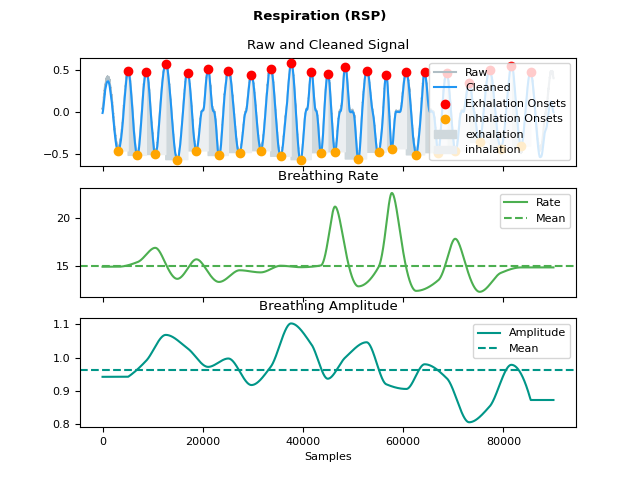 Respiration (RSP)
Raw and Cleaned Signal
0.5
0.0
−0.5
Raw
Cleaned
Exhalation Onsets
Inhalation Onsets
exhalation
inhalation
Breathing Rate
20
15
Rate
Mean
Breathing Amplitude
1.1
1.0
0.9
0.8
Amplitude
Mean
0 20000 40000 60000 80000
Samples